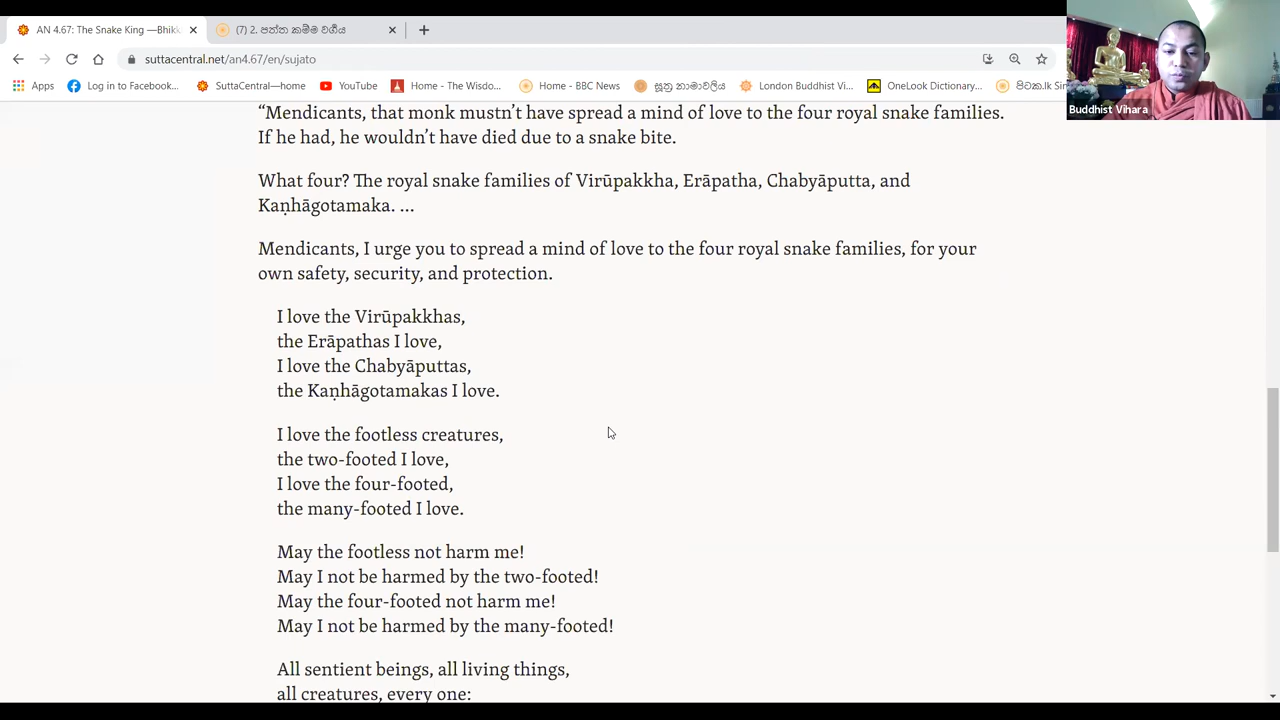 AN 4.67: The Snake King —Bhikk
(7) 2. පත්ත කම්ම වර්ගය
suttacentral.net/an4.67/en/sujato
Apps Log in to Facebook... SuttaCentral—home YouTube Home - The Wisdo... Home - BBC News සූත්‍ර නාමාවලිය London Buddhist Vi... OneLook Dictionary... පිටක.lk Sin
Buddhist Vihara
“Mendicants, that monk mustn’t have spread a mind of love to the four royal snake families.
If he had, he wouldn’t have died due to a snake bite.
What four? The royal snake families of Virūpakkha, Erāpatha, Chabyāputta, and
Kaṇhāgotamaka. ...
Mendicants, I urge you to spread a mind of love to the four royal snake families, for your
own safety, security, and protection.
I love the Virūpakkhas,
the Erāpathas I love,
I love the Chabyāputtas,
the Kaṇhāgotamakas I love.
I love the footless creatures,
the two-footed I love,
I love the four-footed,
the many-footed I love.
May the footless not harm me!
May I not be harmed by the two-footed!
May the four-footed not harm me!
May I not be harmed by the many-footed!
All sentient beings, all living things,
all creatures, every one: